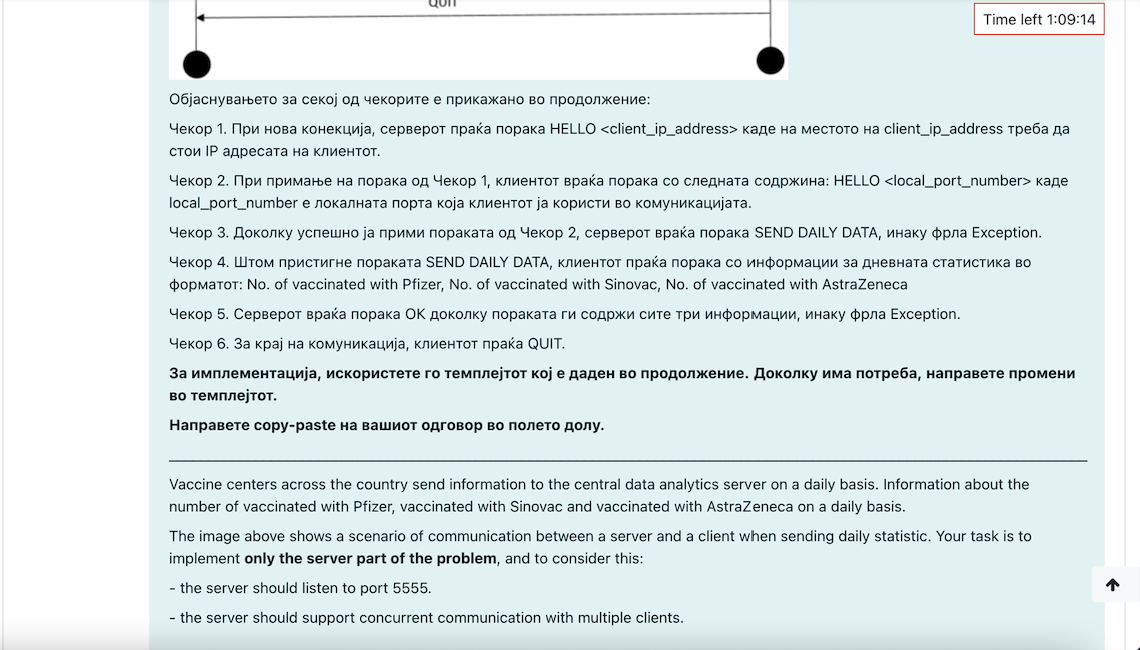 Time left 1:09:14
Објаснувањето за секој од чекорите е прикажано во продолжение:
Чекор 1. При нова конекција, серверот праќа порака HELLO <client_ip_address> каде на местото на client_ip_address треба да
стои IP адресата на клиентот.
Чекор 2. При примање на порака од Чекор 1, клиентот враќа порака со следната содржина: HELLO <local_port_number> каде
local_port_number е локалната порта која клиентот ја користи во комуникацијата.
Чекор 3. Доколку успешно ја прими пораката од Чекор 2, серверот враќа порака SEND DAILY DATA, инаку фрла Exception.
Чекор 4. Штом пристигне пораката SEND DAILY DATA, клиентот праќа порака со информации за дневната статистика во
форматот: No. of vaccinated with Pfizer, No. of vaccinated with Sinovac, No. of vaccinated with AstraZeneca
Чекор 5. Серверот враќа порака OK доколку пораката ги содржи сите три информации, инаку фрла Exception.
Чекор 6. За крај на комуникација, клиентот праќа QUIT.
За имплементација, искористете го темплејтот кој е даден во продолжение. Доколку има потреба, направете промени
во темплејтот.
Направете copy-paste на вашиот одговор во полето долу.
Vaccine centers across the country send information to the central data analytics server on a daily basis. Information about the
number of vaccinated with Pfizer, vaccinated with Sinovac and vaccinated with AstraZeneca on a daily basis.
The image above shows a scenario of communication between a server and a client when sending daily statistic. Your task is to
implement only the server part of the problem, and to consider this:
- the server should listen to port 5555.
- the server should support concurrent communication with multiple clients.